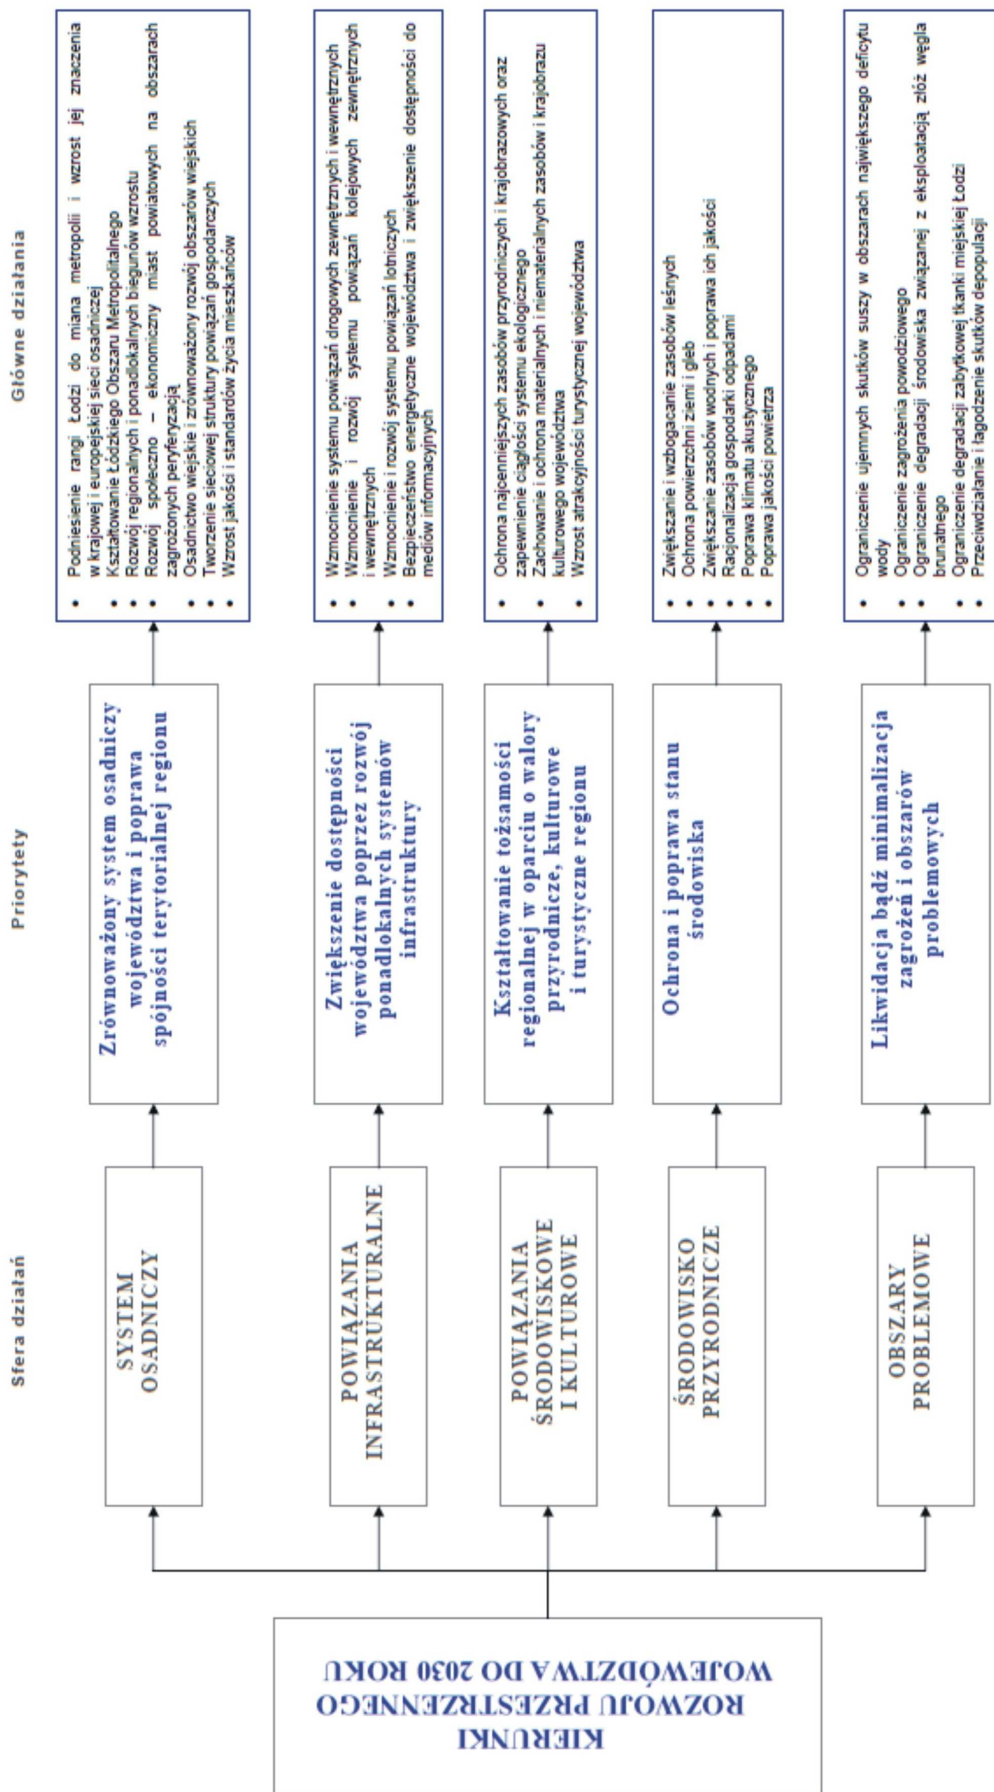 Sfera działań
Priorytety
Główne działania
KIERUNKI
ROZWOJU PRZESTRZENNEGO
WOJEWÓDZTWA DO 2030 ROKU
SYSTEM
OSADNICZY
Zrównoważony system osadniczy
województwa i poprawa
spójności terytorialnej regionu
• Podniesienie rangi Łodzi do miana metropolii i wzrost jej znaczenia
w krajowej i europejskiej sieci osadniczej
• Kształtowanie Łódzkiego Obszaru Metropolitalnego
• Rozwój regionalnych i ponadlokalnych biegunów wzrostu
• Rozwój społeczno – ekonomiczny miast powiatowych na obszarach
zagrożonych peryferyzacją
• Osadnictwo wiejskie i zrównoważony rozwój obszarów wiejskich
• Tworzenie sieciowej struktury powiązań gospodarczych
• Wzrost jakości i standardów życia mieszkańców
POWIĄZANIA
INFRASTRUKTURALNE
Zwiększenie dostępności
województwa poprzez rozwój
ponadlokalnych systemów
infrastruktury
• Wzmocnienie systemu powiązań drogowych zewnętrznych i wewnętrznych
• Wzmocnienie i rozwój systemu powiązań kolejowych zewnętrznych
i wewnętrznych
• Wzmocnienie i rozwój systemu powiązań lotniczych
• Bezpieczeństwo energetyczne województwa i zwiększenie dostępności do
mediów informacyjnych
POWIĄZANIA
ŚRODOWISKOWE
I KULTUROWE
Kształtowanie tożsamości
regionalnej w oparciu o walory
przyrodnicze, kulturowe
i turystyczne regionu
• Ochrona najcenniejszych zasobów przyrodniczych i krajobrazowych oraz
zapewnienie ciągłości systemu ekologicznego
• Zachowanie i ochrona materialnych i niematerialnych zasobów i krajobrazu
kulturowego województwa
• Wzrost atrakcyjności turystycznej województwa
ŚRODOWISKO
PRZYRODNICZE
Ochrona i poprawa stanu
środowiska
• Zwiększanie i wzbogacanie zasobów leśnych
• Ochrona powierzchni ziemi i gleb
• Zwiększanie zasobów wodnych i poprawa ich jakości
• Racjonalizacja gospodarki odpadami
• Poprawa klimatu akustycznego
• Poprawa jakości powietrza
OBSZARY
PROBLEMOWE
Likwidacja bądź minimalizacja
zagrożeń i obszarów
problemowych
• Ograniczenie ujemnych skutków suszy w obszarach największego deficytu
wody
• Ograniczenie zagrożenia powodziowego
• Ograniczenie degradacji środowiska związanej z eksploatacją złóż węgla
brunatnego
• Ograniczenie degradacji zabytkowej tkanki miejskiej Łodzi
• Przeciwdziałanie i łagodzenie skutków depopulacji